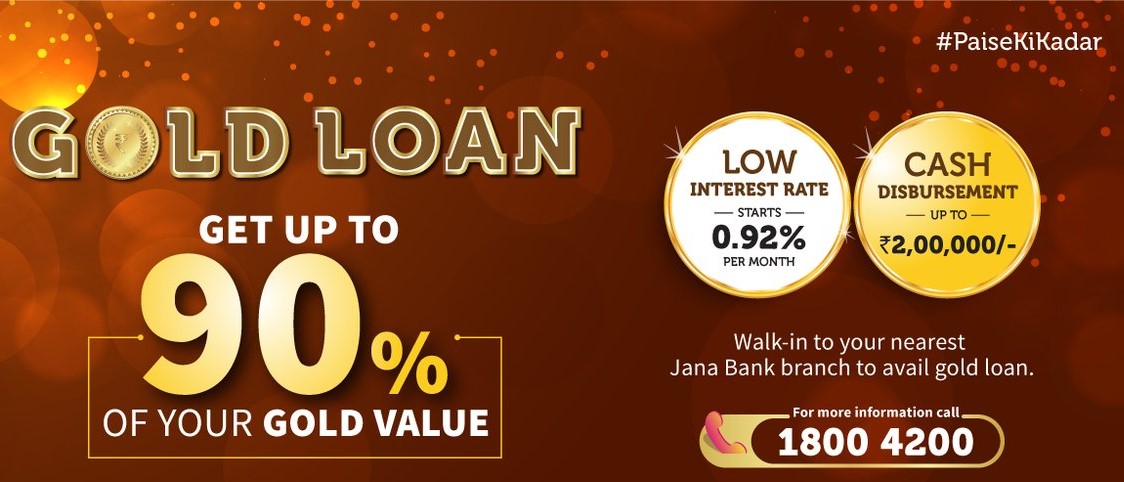 #PaiseKiKadar
GOLD LOAN
GET UP TO
90%
OF YOUR GOLD VALUE
LOW
INTEREST RATE
STARTS
0.92%
PER MONTH
CASH
DISBURSEMENT
UP TO
₹2,00,000/-
Walk-in to your nearest
Jana Bank branch to avail gold loan.
For more information call
1800 4200